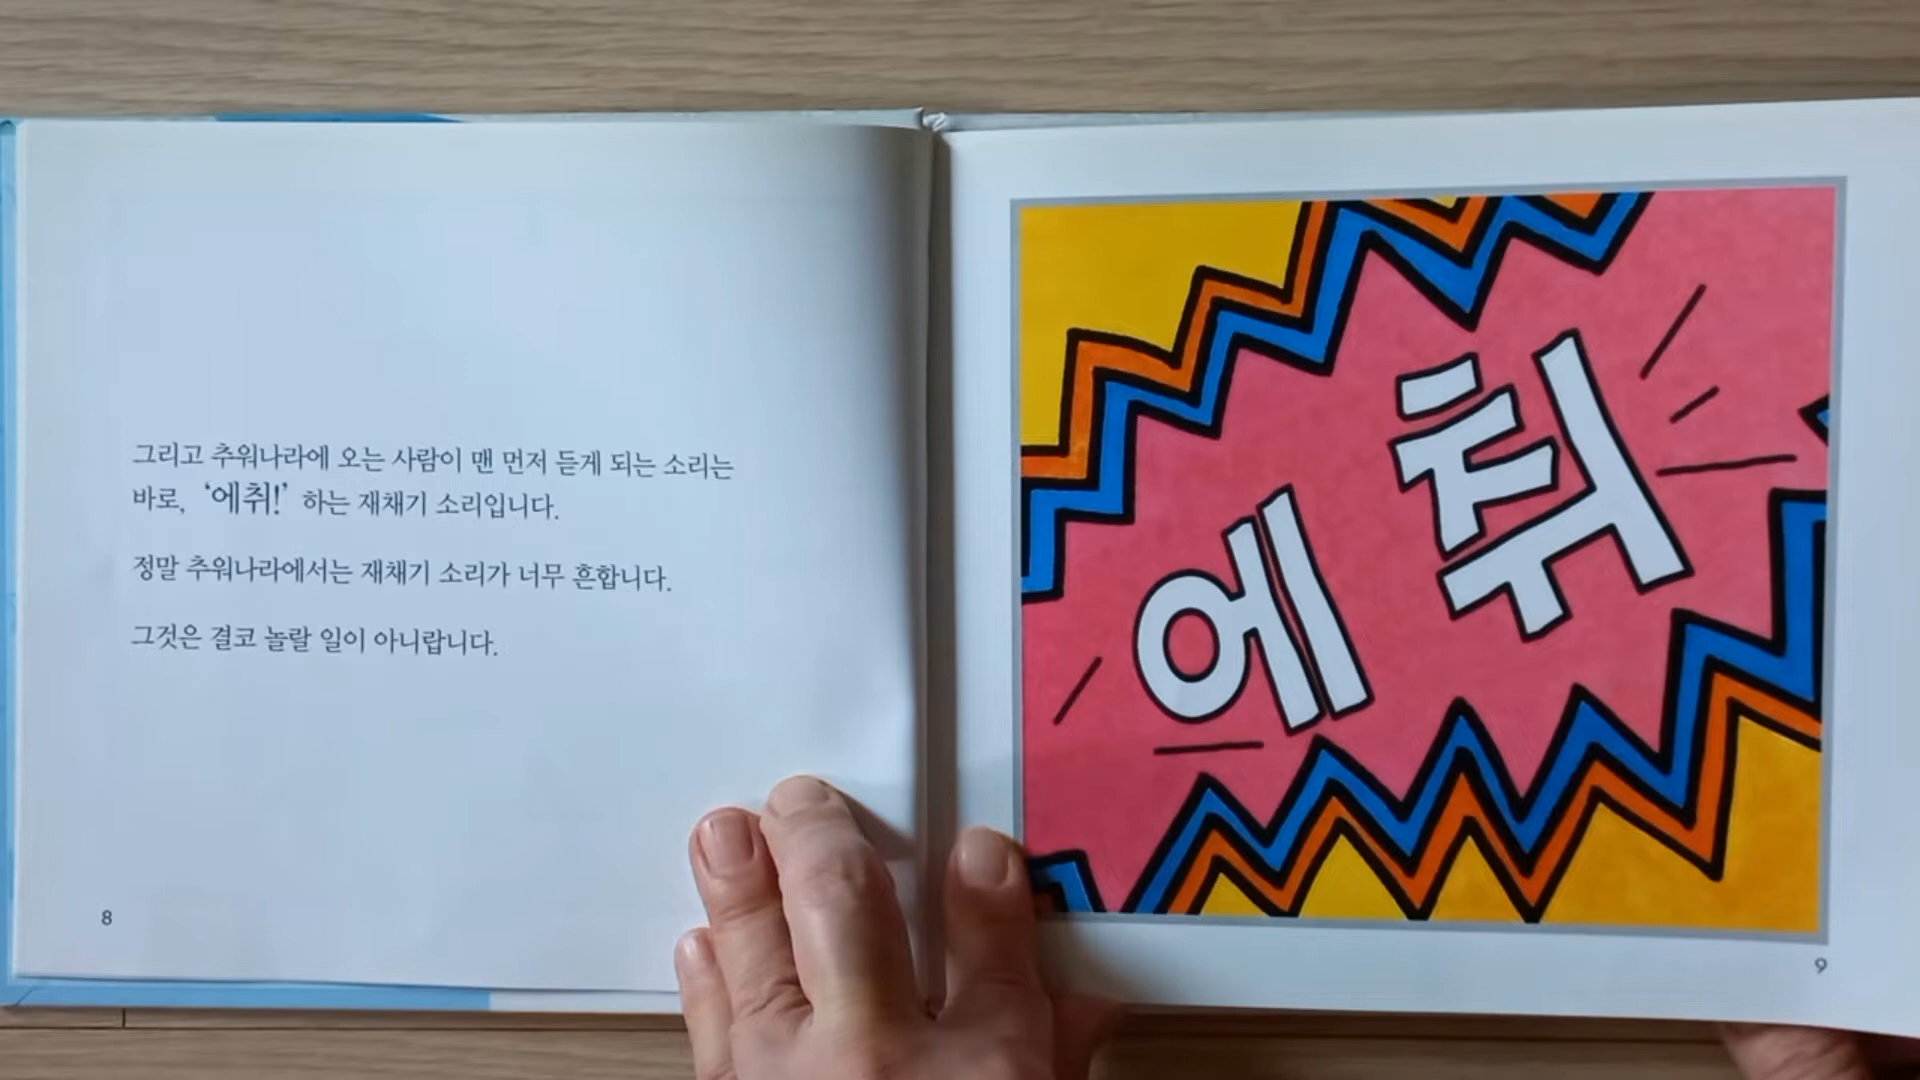 그리고 추워나라에 오는 사람이 맨 먼저 듣게 되는 소리는
바로, ‘에취!’ 하는 재채기 소리입니다.
정말 추워나라에서는 재채기 소리가 너무 흔합니다.
그것은 결코 놀랄 일이 아니랍니다.
8
에취
9